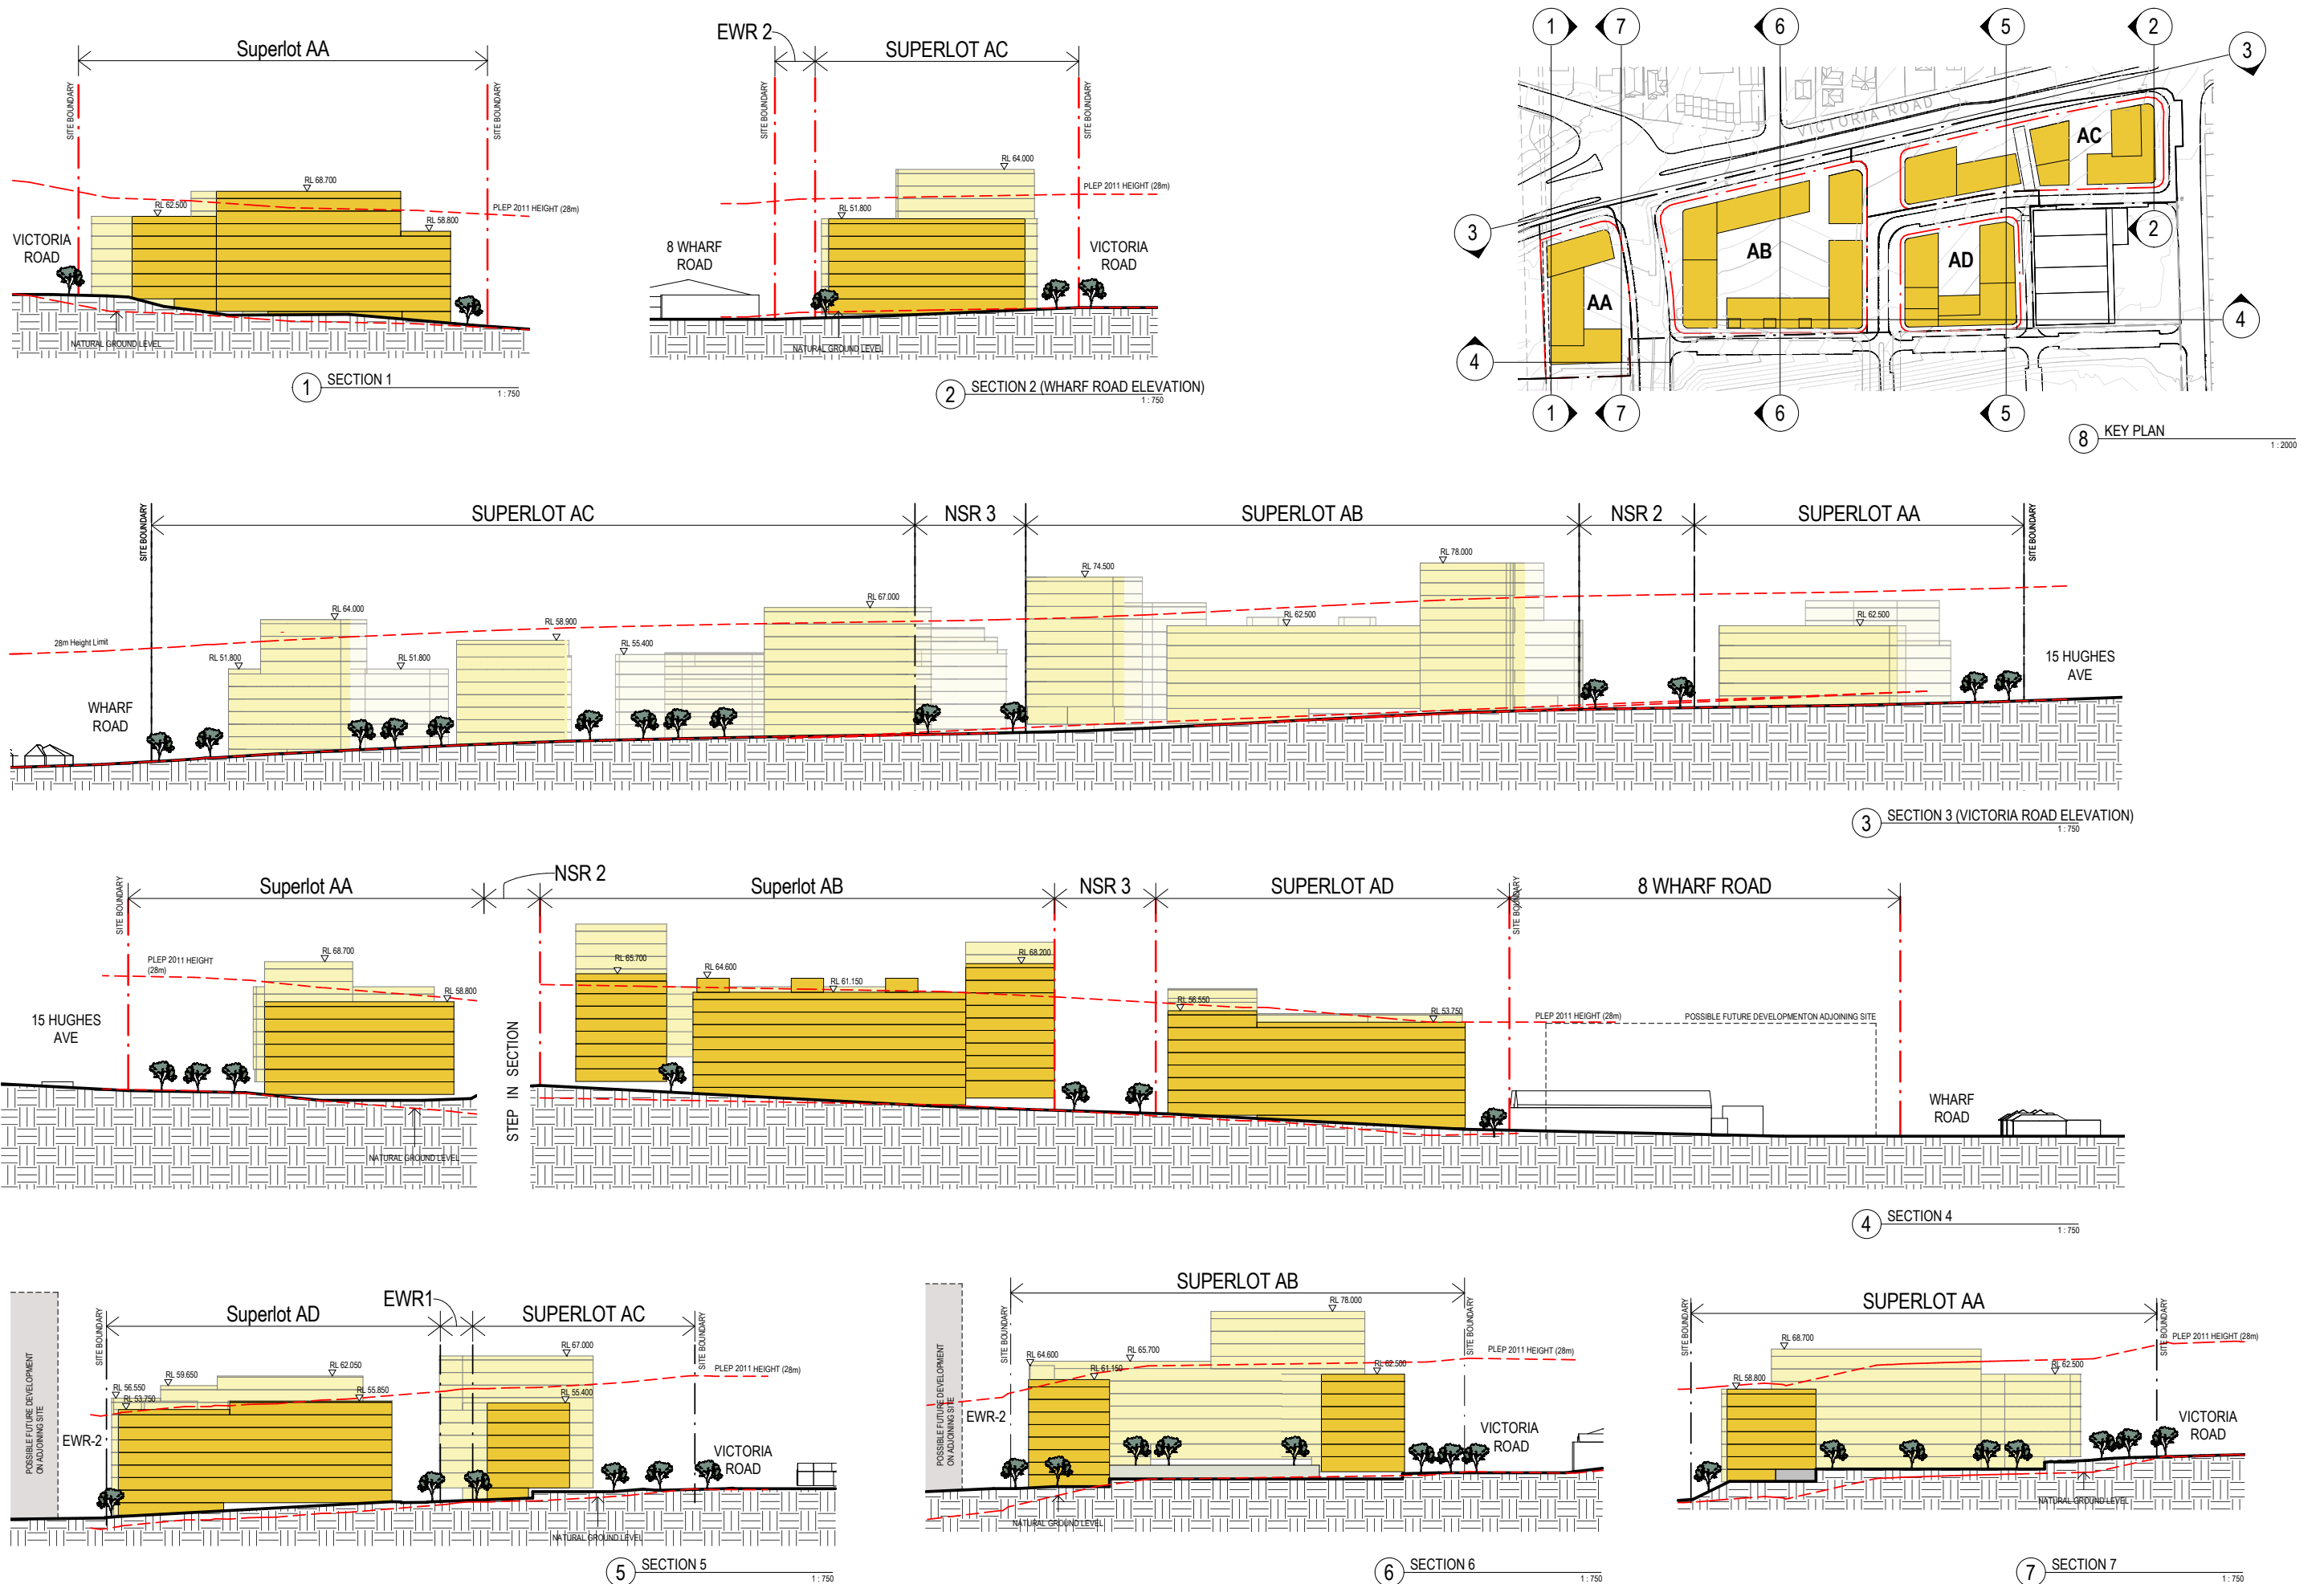 Superlot AA
SITE BOUNDARY
SITE BOUNDARY
RL 68.700
RL 62.500
RL 58.800
PLEP 2011 HEIGHT (28m)
VICTORIA
ROAD
NATURAL GROUND LEVEL
1 SECTION 1
1 : 750
EWR 2
SUPERLOT AC
SITE BOUNDARY
SITE BOUNDARY
RL 64.000
PLEP 2011 HEIGHT (28m)
RL 51.800
8 WHARF
ROAD
VICTORIA
ROAD
NATURAL GROUND LEVEL
2 SECTION 2 (WHARF ROAD ELEVATION)
1 : 750
1
7
6
5
2
3
VICTORIA ROAD
AC
3
2
AB
AD
AA
4
4
1
7
6
5
8 KEY PLAN
1 : 2000
SITE BOUNDARY
SUPERLOT AC
NSR 3
SUPERLOT AB
NSR 2
SUPERLOT AA
SITE BOUNDARY
RL 78.000
RL 74.500
RL 67.000
RL 64.000
RL 58.900
RL 62.500
RL 62.500
28m Height Limit
RL 51.800
RL 51.800
RL 55.400
WHARF
ROAD
15 HUGHES
AVE
3 SECTION 3 (VICTORIA ROAD ELEVATION)
1 : 750
SITE BOUNDARY
Superlot AA
NSR 2
Superlot AB
NSR 3
SUPERLOT AD
SITE BOUNDARY
8 WHARF ROAD
PLEP 2011 HEIGHT
(28m)
RL 68.700
RL 58.800
RL 65.700
RL 64.600
RL 61.150
RL 68.200
RL 56.550
RL 53.750
PLEP 2011 HEIGHT (28m)
POSSIBLE FUTURE DEVELOPMENTON ADJOINING SITE
15 HUGHES
AVE
STEP IN SECTION
NATURAL GROUND LEVEL
WHARF
ROAD
4 SECTION 4
1 : 750
POSSIBLE FUTURE DEVELOPMENT
ON ADJOINING SITE
SITE BOUNDARY
Superlot AD
EWR1
SUPERLOT AC
SITE BOUNDARY
RL 67.000
RL 62.050
RL 59.650
RL 56.550
RL 53.750
RL 55.850
RL 55.400
PLEP 2011 HEIGHT (28m)
EWR-2
VICTORIA
ROAD
NATURAL GROUND LEVEL
5 SECTION 5
1 : 750
POSSIBLE FUTURE DEVELOPMENT
ON ADJOINING SITE
SITE BOUNDARY
SUPERLOT AB
SITE BOUNDARY
RL 78.000
RL 64.600
RL 65.700
RL 61.150
RL 62.500
PLEP 2011 HEIGHT (28m)
EWR-2
VICTORIA
ROAD
NATURAL GROUND LEVEL
6 SECTION 6
1 : 750
SITE BOUNDARY
SUPERLOT AA
SITE BOUNDARY
RL 68.700
RL 62.500
RL 58.800
PLEP 2011 HEIGHT (28m)
VICTORIA
ROAD
NATURAL GROUND LEVEL
7 SECTION 7
1 : 750